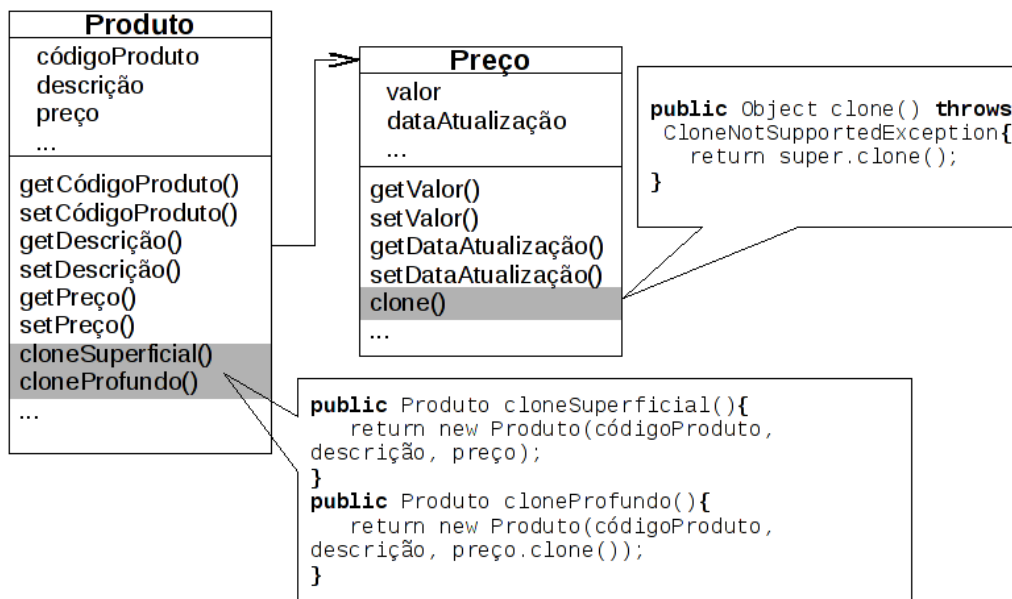 Produto
códigoProduto
descrição
preço
...
getCódigoProduto()
setCódigoProduto()
getDescrição()
setDescrição()
getPreço()
setPreço()
cloneSuperficial()
cloneProfundo()
...
Preço
valor
dataAtualização
...
getValor()
setValor()
getDataAtualização()
setDataAtualização()
clone()
...
public Object clone() throws
CloneNotSupportedException{
return super.clone();
}
public Produto cloneSuperficial(){
return new Produto(códigoProduto,
descrição, preço);
}
public Produto cloneProfundo(){
return new Produto(códigoProduto,
descrição, preço.clone());
}